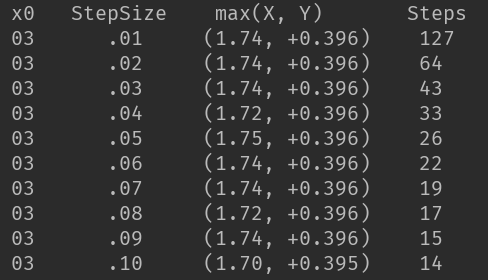 x0 StepSize max(X, Y) Steps
03 .01 (1.74, +0.396) 127
03 .02 (1.74, +0.396) 64
03 .03 (1.74, +0.396) 43
03 .04 (1.72, +0.396) 33
03 .05 (1.75, +0.396) 26
03 .06 (1.74, +0.396) 22
03 .07 (1.74, +0.396) 19
03 .08 (1.72, +0.396) 17
03 .09 (1.74, +0.396) 15
03 .10 (1.70, +0.395) 14